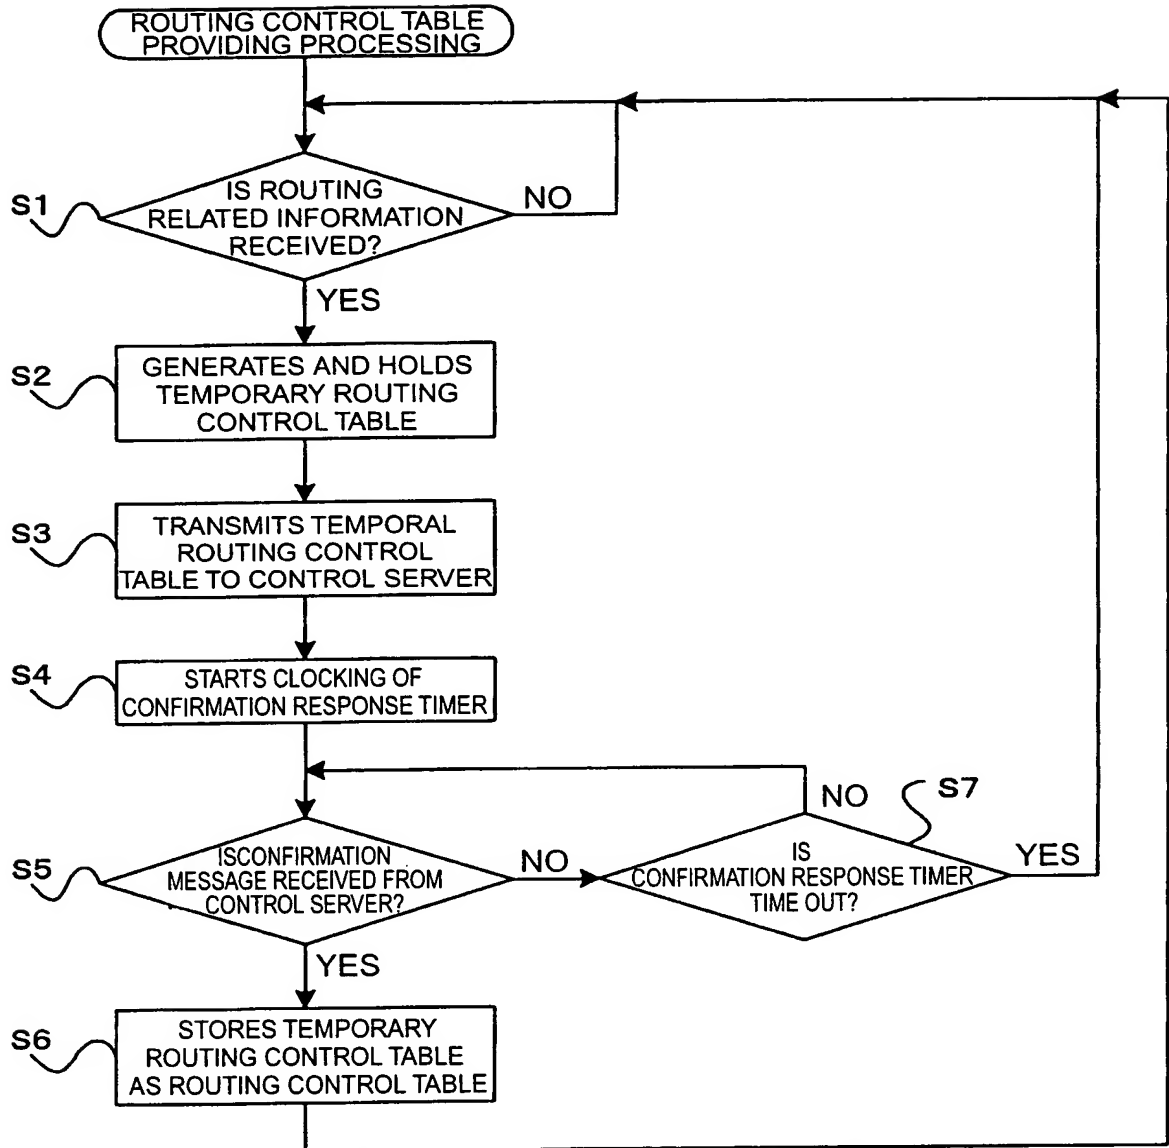 ROUTING CONTROL TABLE
PROVIDING PROCESSING
S1
IS ROUTING
RELATED INFORMATION
RECEIVED?
NO
YES
S2
GENERATES AND HOLDS
TEMPORARY ROUTING
CONTROL TABLE
S3
TRANSMITS TEMPORAL
ROUTING CONTROL
TABLE TO CONTROL SERVER
S4
STARTS CLOCKING OF
CONFIRMATION RESPONSE TIMER
S5
ISCONFIRMATION
MESSAGE RECEIVED FROM
CONTROL SERVER?
NO
YES
S7
NO
IS
CONFIRMATION RESPONSE TIMER
TIME OUT?
YES
S6
STORES TEMPORARY
ROUTING CONTROL TABLE
AS ROUTING CONTROL TABLE